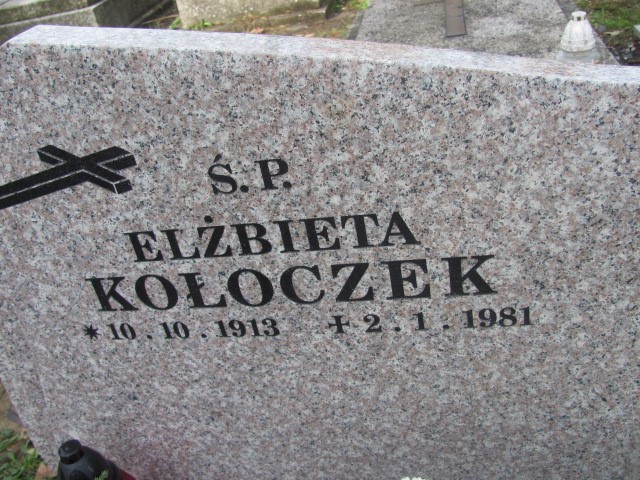 Ś.P.
ELŻBIETA
KOŁOCZEK
* 10.10.1913 + 2.1.1981